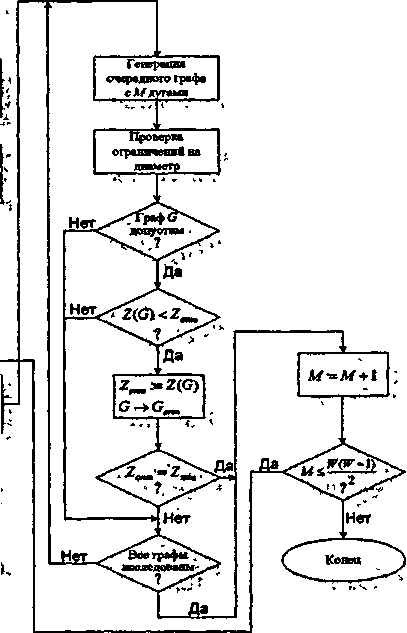 Генерация
очередного графа
с M дугами
Проверка
ограничений на
диаметр
Нет
Граф G
допустим
?
Да
Нет
Z(G) < Z
?
Да
Z := Z(G)
G → G
M = M + 1
Z = Z
?
Да
Нет
Да
M ≤ W(W - 1)
2
?
Нет
Нет
Все графы
исследованы
?
Да
Конец